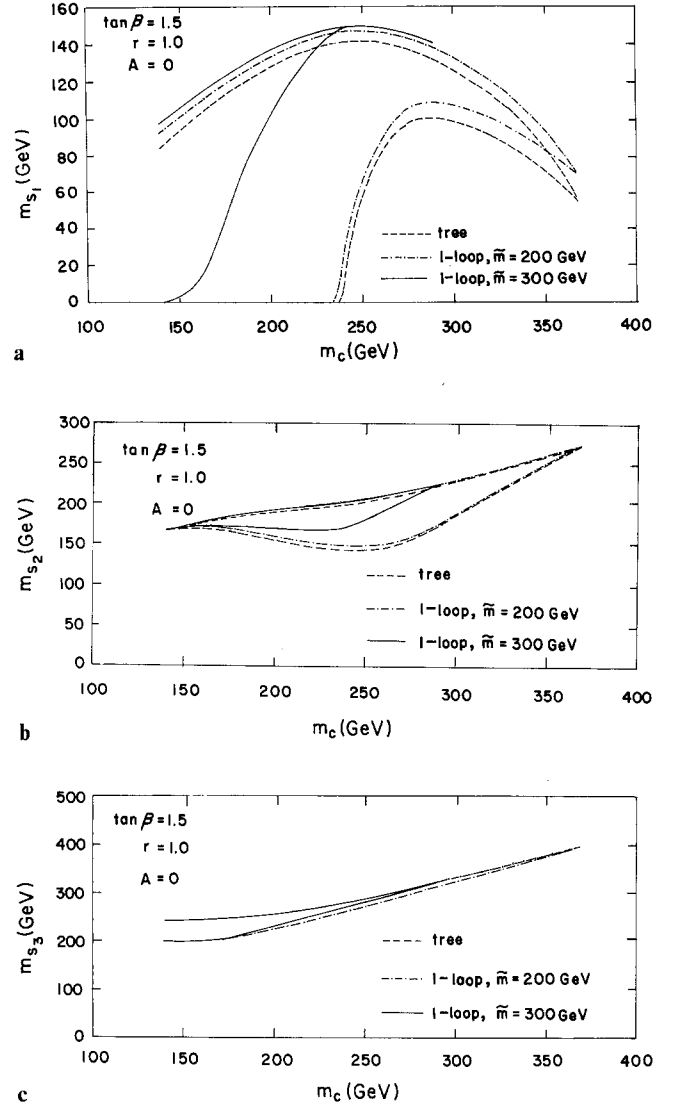 160
140
120
100
80
60
40
20
0
m_{s_1} (GeV)
tan β = 1.5
r = 1.0
A = 0
tree
1-loop, m̃ = 200 GeV
1-loop, m̃ = 300 GeV
100 150 200 250 300 350 400
a
m_c (GeV)
300
250
200
150
100
50
0
m_{s_2} (GeV)
tan β = 1.5
r = 1.0
A = 0
tree
1-loop, m̃ = 200 GeV
1-loop, m̃ = 300 GeV
100 150 200 250 300 350 400
b
m_c (GeV)
500
400
300
200
100
0
m_{s_3} (GeV)
tan β = 1.5
r = 1.0
A = 0
tree
1-loop, m̃ = 200 GeV
1-loop, m̃ = 300 GeV
100 150 200 250 300 350 400
m_c (GeV)
c